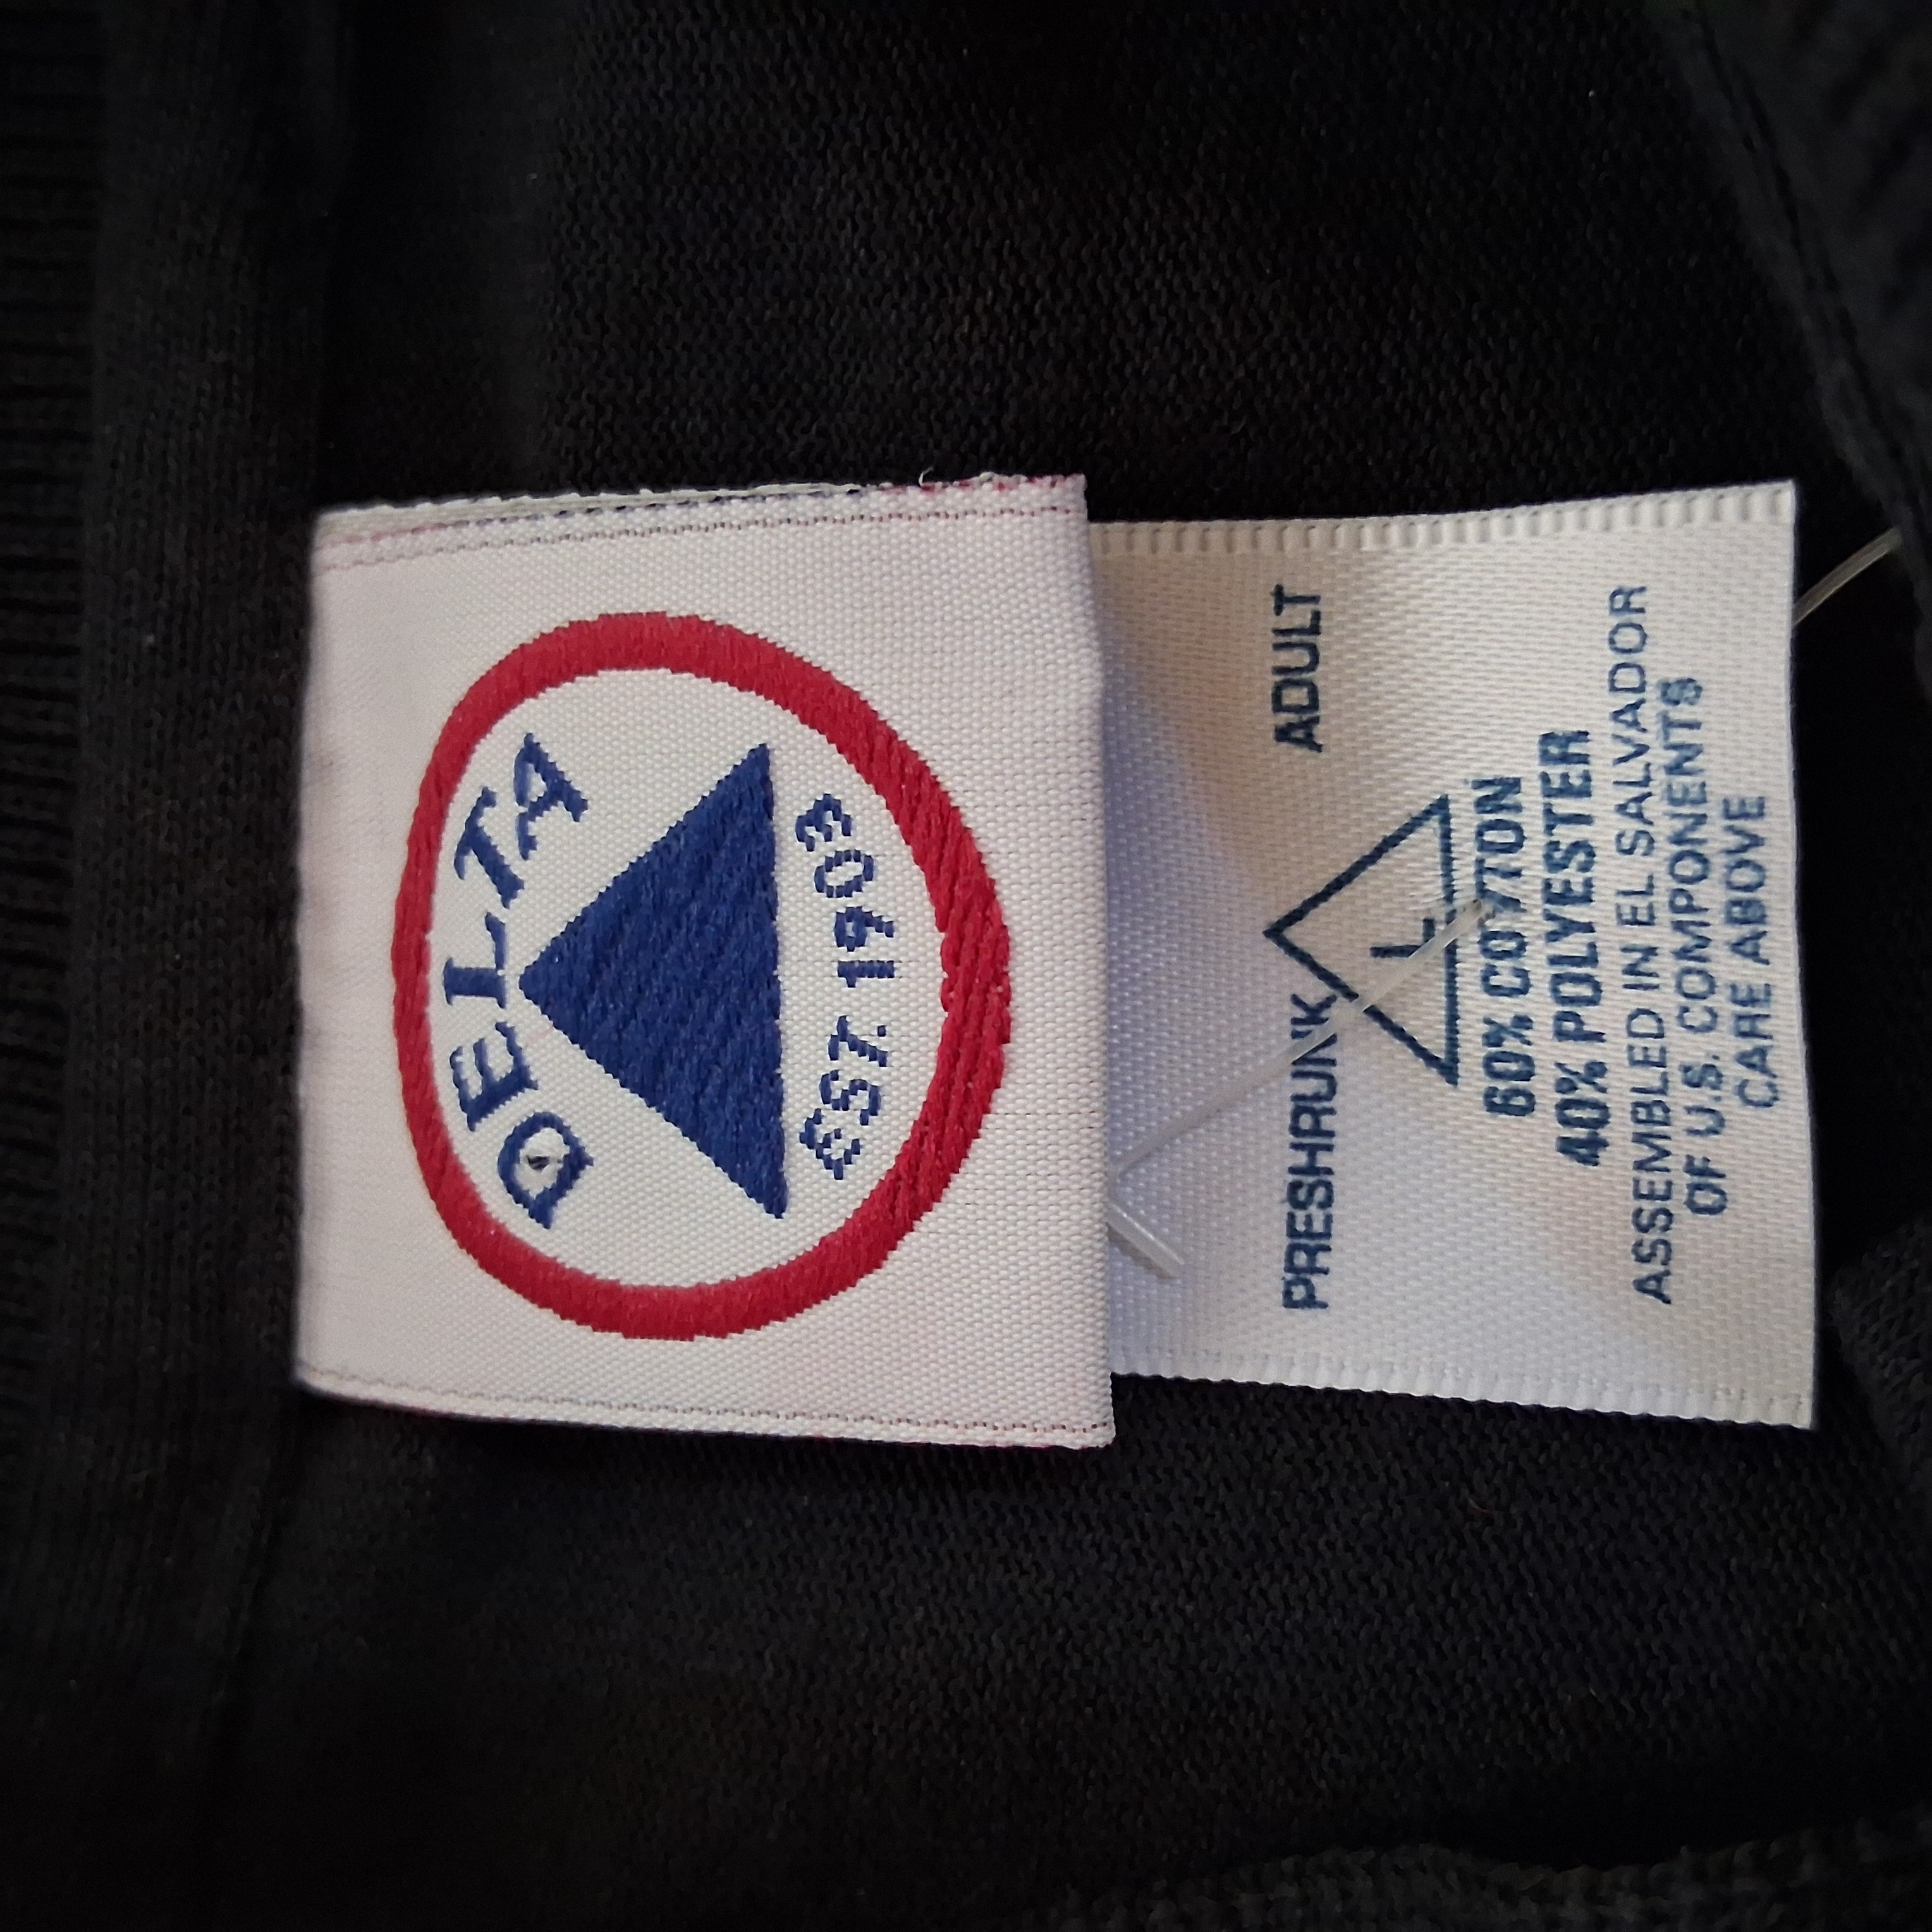 DELTA
EST. 1903
PRESHRUNK ADULT
L
60% COTTON
40% POLYESTER
ASSEMBLED IN EL SALVADOR
OF U.S. COMPONENTS
CARE ABOVE